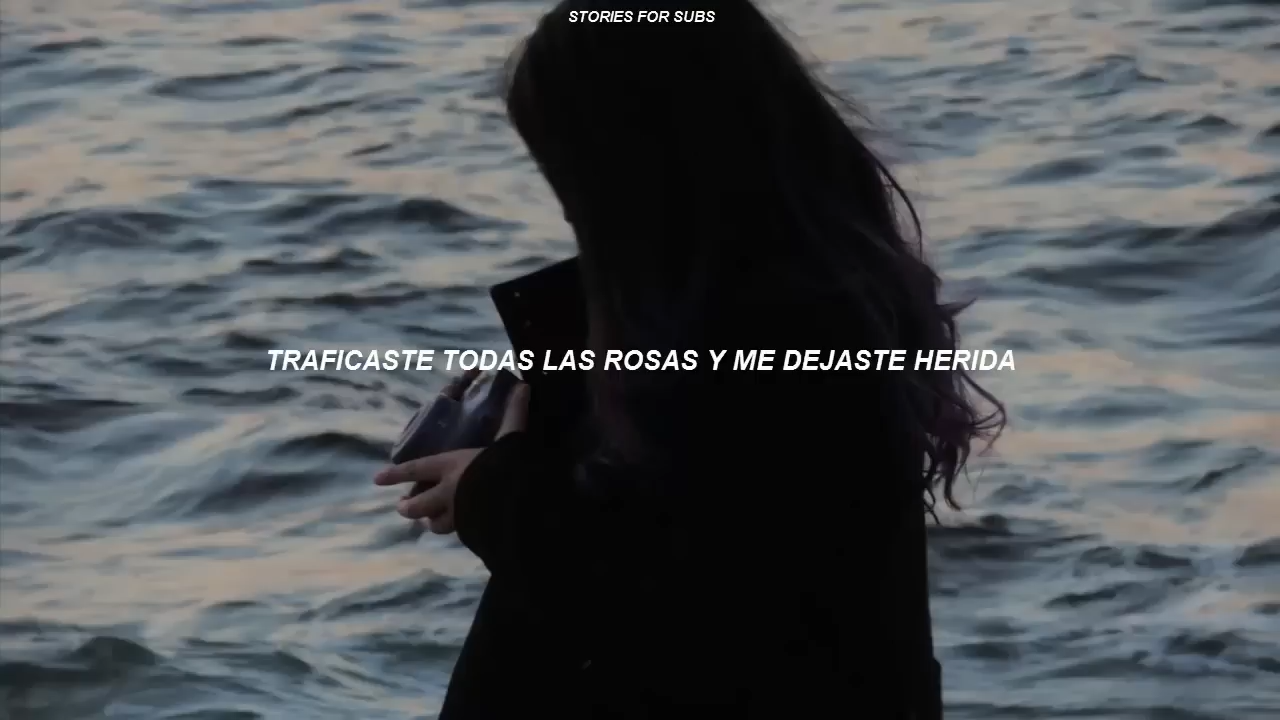 STORIES FOR SUBS
TRAFICASTE TODAS LAS ROSAS Y ME DEJASTE HERIDA